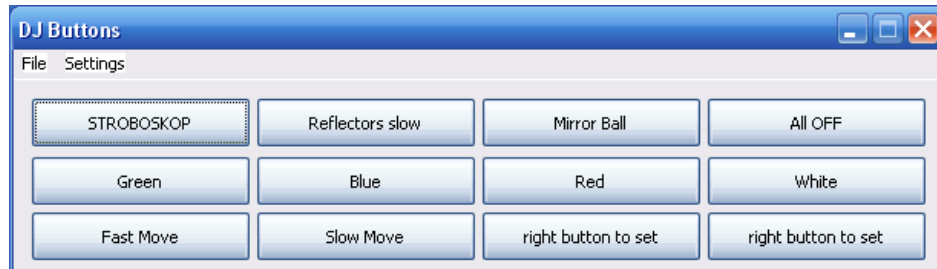 DJ Buttons
File Settings
STROBOSKOP Reflectors slow Mirror Ball All OFF
Green Blue Red White
Fast Move Slow Move right button to set right button to set